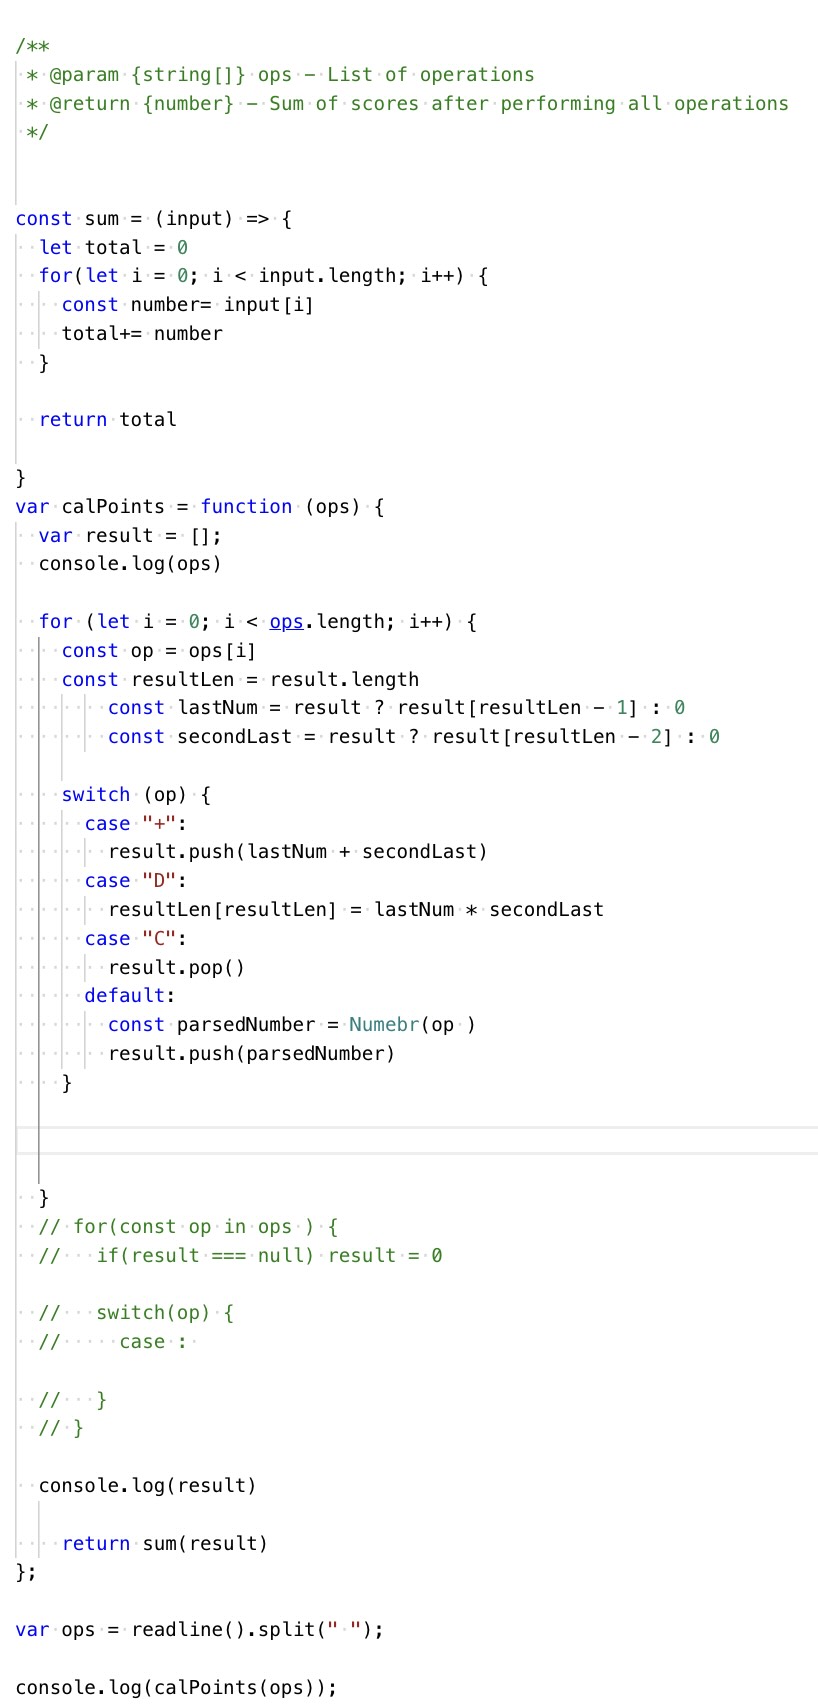 /**
 * @param {string[]} ops - List of operations
 * @return {number} - Sum of scores after performing all operations
 */
const sum = (input) => {
  let total = 0
  for(let i = 0; i < input.length; i++) {
    const number= input[i]
    total+= number
  }
  return total
}
var calPoints = function (ops) {
  var result = [];
  console.log(ops)
  for (let i = 0; i < ops.length; i++) {
    const op = ops[i]
    const resultLen = result.length
        const lastNum = result ? result[resultLen - 1] : 0
        const secondLast = result ? result[resultLen - 2] : 0
    switch (op) {
      case "+":
        result.push(lastNum + secondLast)
      case "D":
        resultLen[resultLen] = lastNum * secondLast
      case "C":
        result.pop()
      default:
        const parsedNumber = Numebr(op )
        result.push(parsedNumber)
    }
  }
  // for(const op in ops ) {
  //   if(result === null) result = 0
  //   switch(op) {
  //     case : 
  //   }
  // }
  console.log(result)
    return sum(result)
};
var ops = readline().split(" ");
console.log(calPoints(ops));